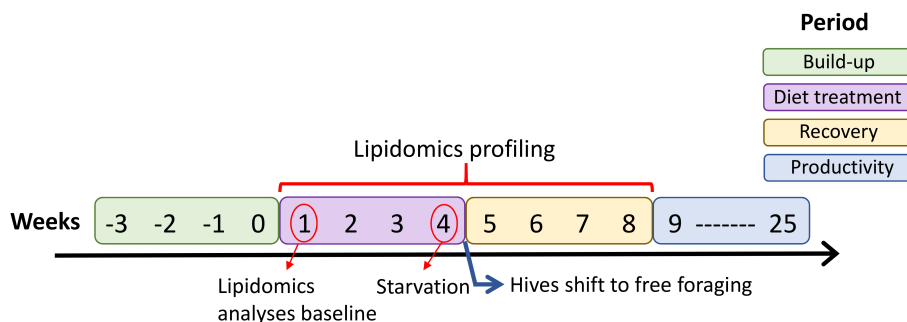 Period
Build-up
Diet treatment
Recovery
Productivity
Lipidomics profiling
Weeks -3 -2 -1 0 1 2 3 4 5 6 7 8 9 ------- 25
Lipidomics
analyses baseline
Starvation
Hives shift to free foraging